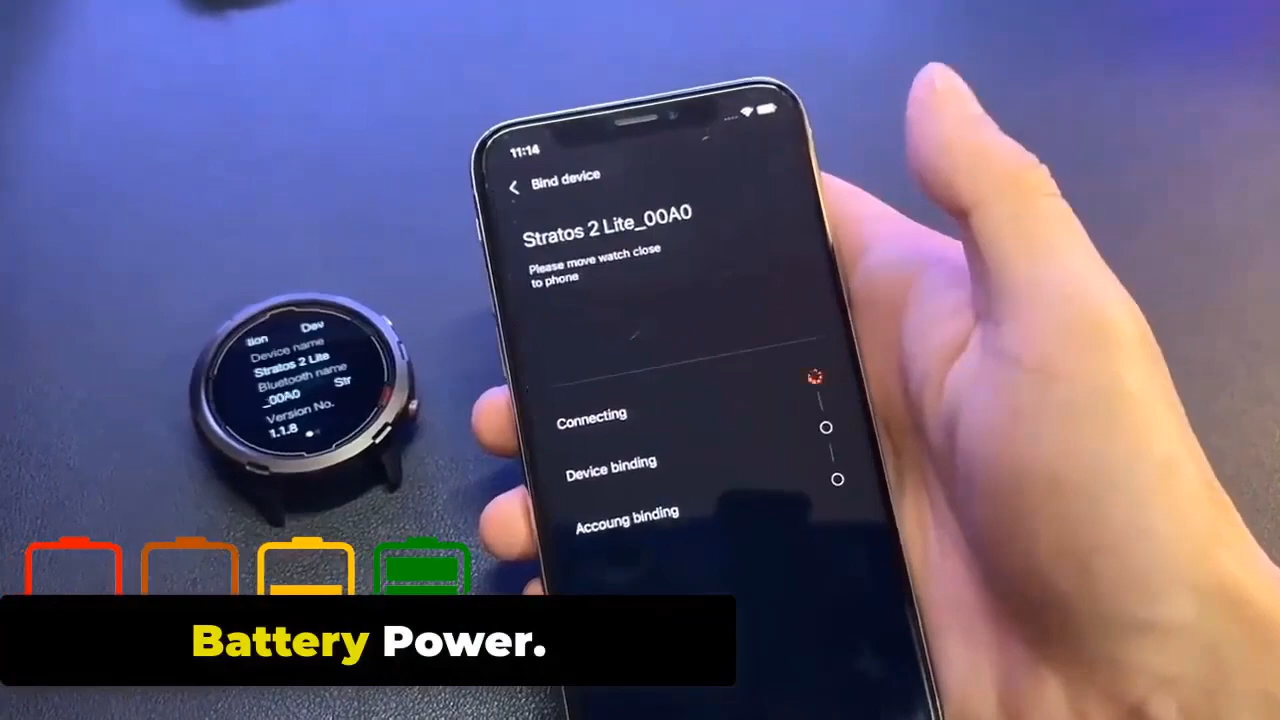 11:14
Bind device
Stratos 2 Lite_00A0
Please move watch close
to phone
Connecting
Device binding
Accoung binding
tion Dev
Device name
Stratos 2 Lite
Bluetooth name
_00A0 Str
Version No.
1.1.8
Battery Power.